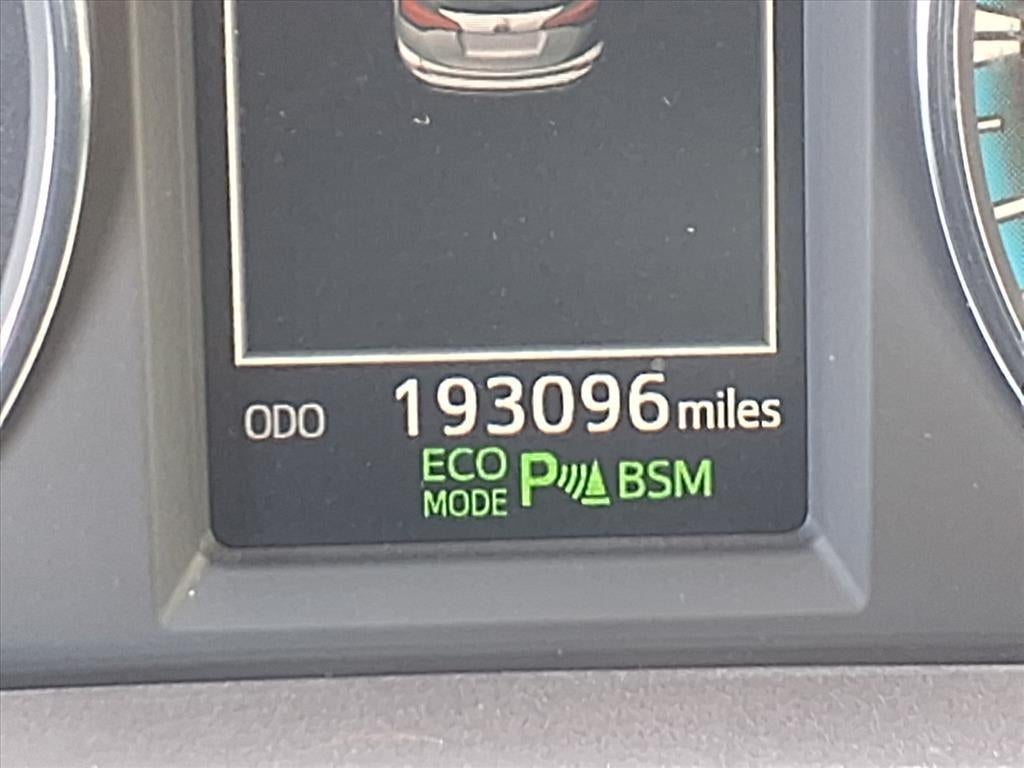 ODO 193096 miles
ECO MODE P BSM